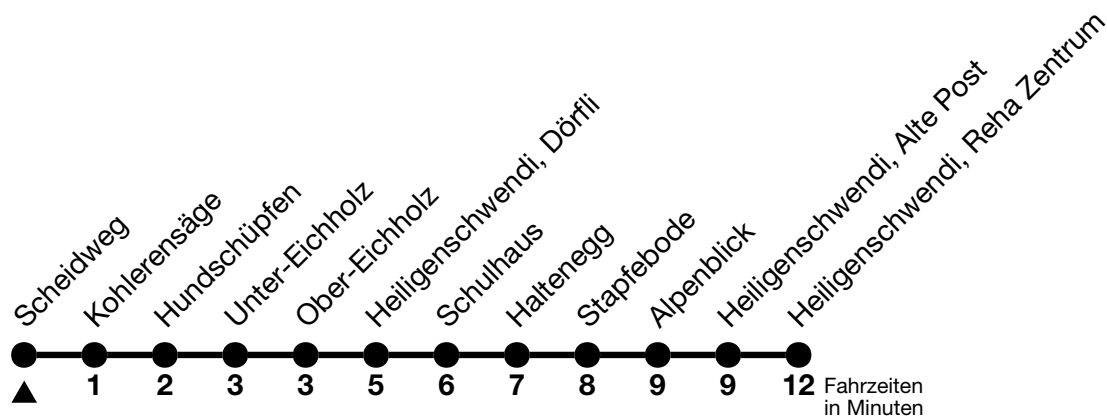 Scheidweg
Kohlerensäge
Hundschüpfen
Unter-Eichholz
Ober-Eichholz
Heiligenschwendi, Dörfli
Schulhaus
Haltenegg
Stapfebode
Alpenblick
Heiligenschwendi, Alte Post
Heiligenschwendi, Reha Zentrum
1 2 3 3 5 6 7 8 9 9 12
Fahrzeiten
in Minuten